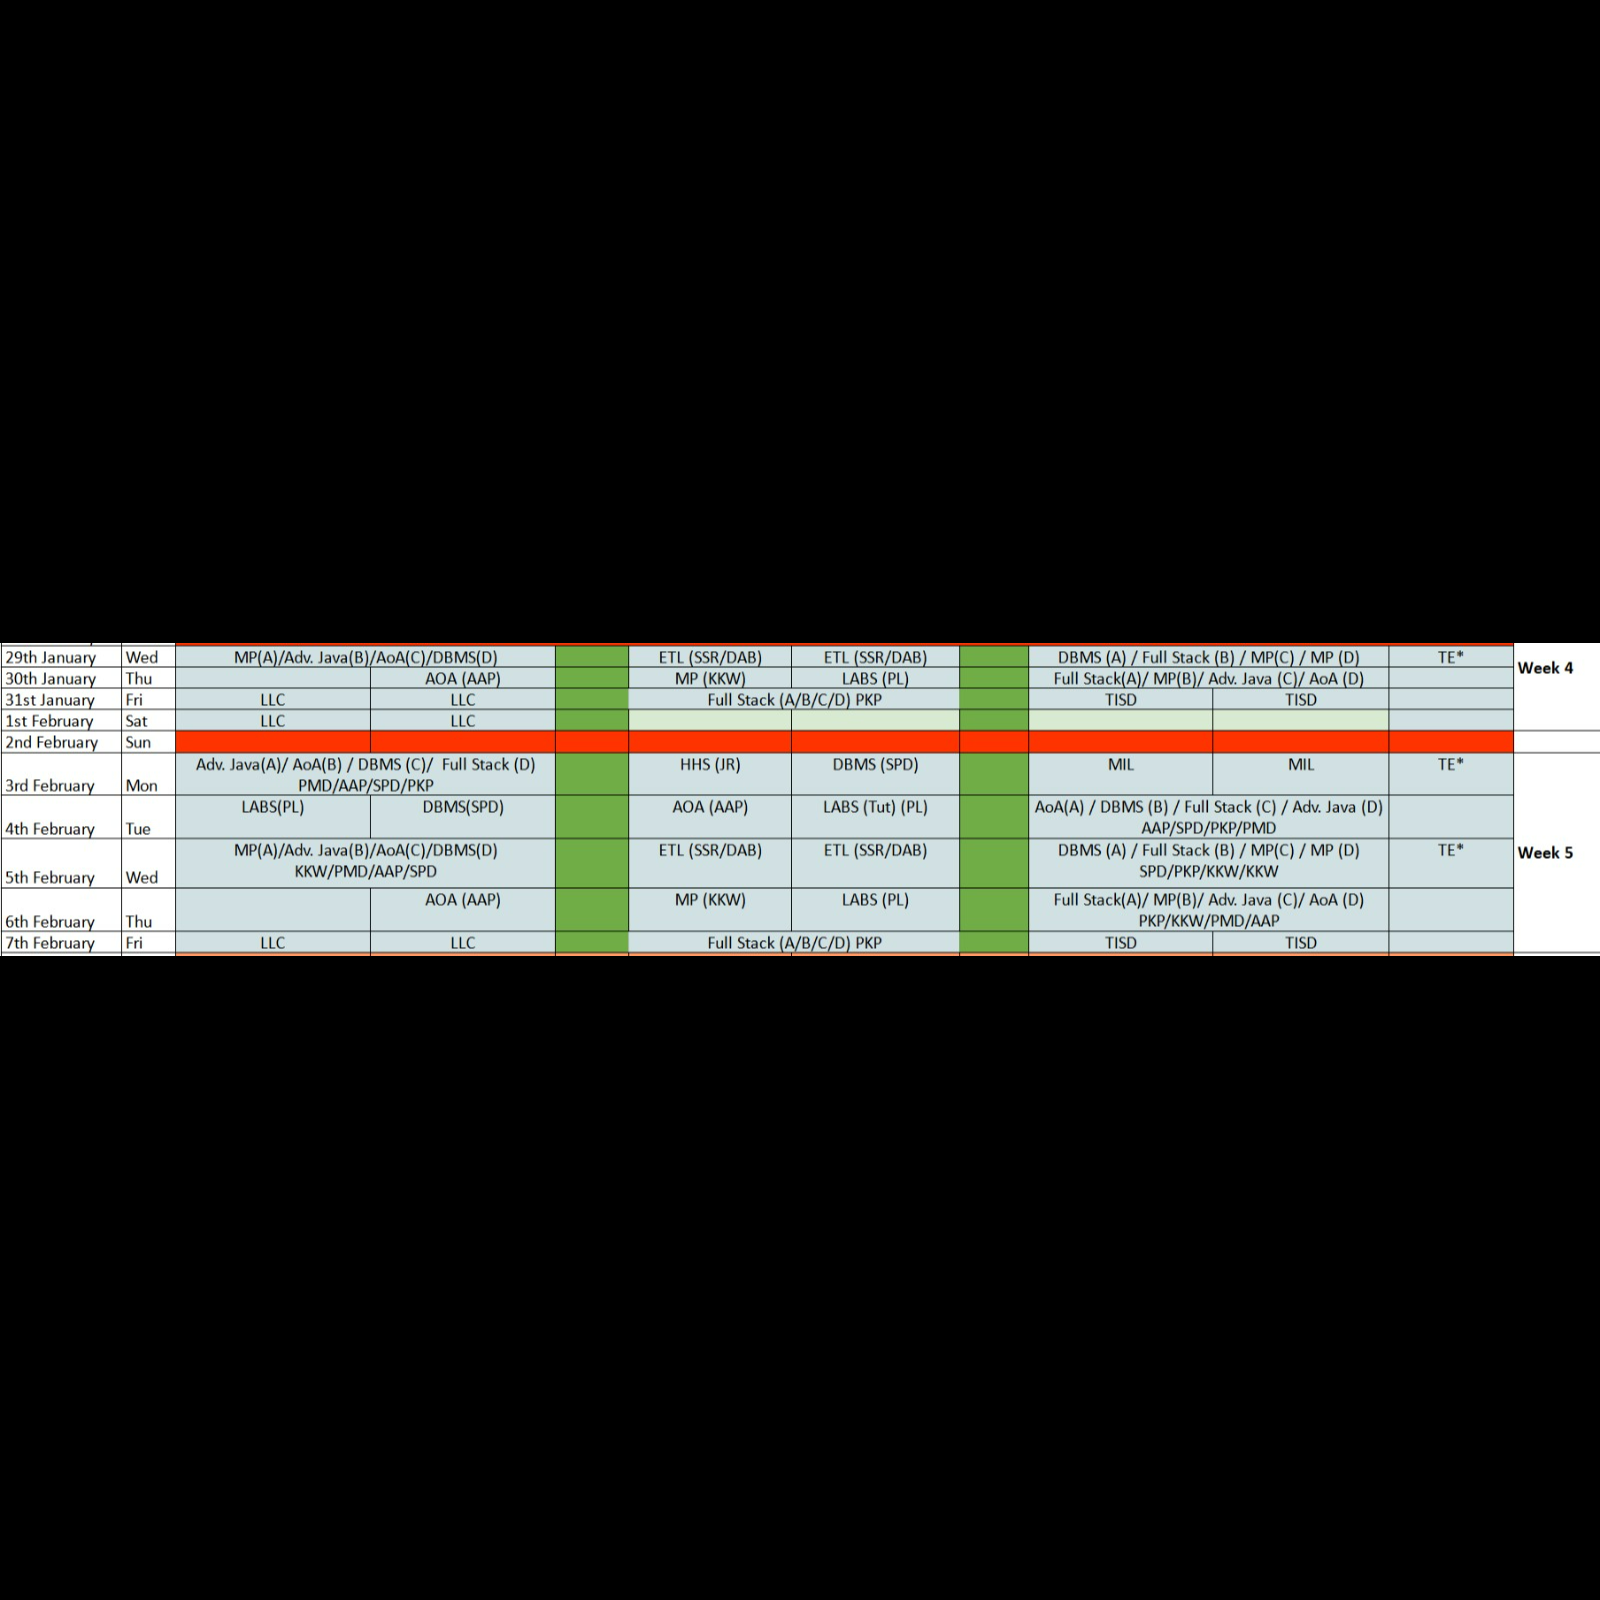 29th January Wed MP(A)/Adv. Java(B)/AoA(C)/DBMS(D) ETL (SSR/DAB) ETL (SSR/DAB) DBMS (A) / Full Stack (B) / MP(C) / MP (D) TE*
Week 4
30th January Thu AOA (AAP) MP (KKW) LABS (PL) Full Stack(A)/ MP(B)/ Adv. Java (C)/ AoA (D)
31st January Fri LLC LLC Full Stack (A/B/C/D) PKP TISD TISD
1st February Sat LLC LLC
2nd February Sun
Adv. Java(A)/ AoA(B) / DBMS (C)/ Full Stack (D) HHS (JR) DBMS (SPD) MIL MIL TE*
3rd February Mon PMD/AAP/SPD/PKP
LABS(PL) DBMS(SPD) AOA (AAP) LABS (Tut) (PL) AoA(A) / DBMS (B) / Full Stack (C) / Adv. Java (D)
4th February Tue AAP/SPD/PKP/PMD
MP(A)/Adv. Java(B)/AoA(C)/DBMS(D) ETL (SSR/DAB) ETL (SSR/DAB) DBMS (A) / Full Stack (B) / MP(C) / MP (D) TE* Week 5
5th February Wed KKW/PMD/AAP/SPD SPD/PKP/KKW/KKW
AOA (AAP) MP (KKW) LABS (PL) Full Stack(A)/ MP(B)/ Adv. Java (C)/ AoA (D)
6th February Thu PKP/KKW/PMD/AAP
7th February Fri LLC LLC Full Stack (A/B/C/D) PKP TISD TISD